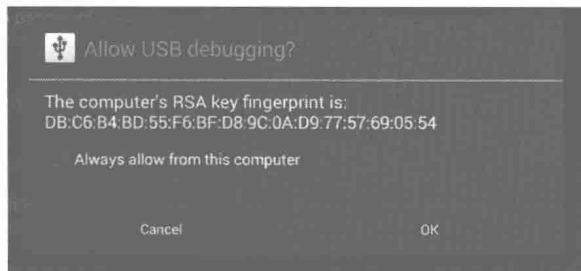 Allow USB debugging?
The computer's RSA key fingerprint is:
DB:C6:B4:BD:55:F6:BF:D8:9C:0A:D9:77:57:69:05:54
Always allow from this computer
Cancel
OK